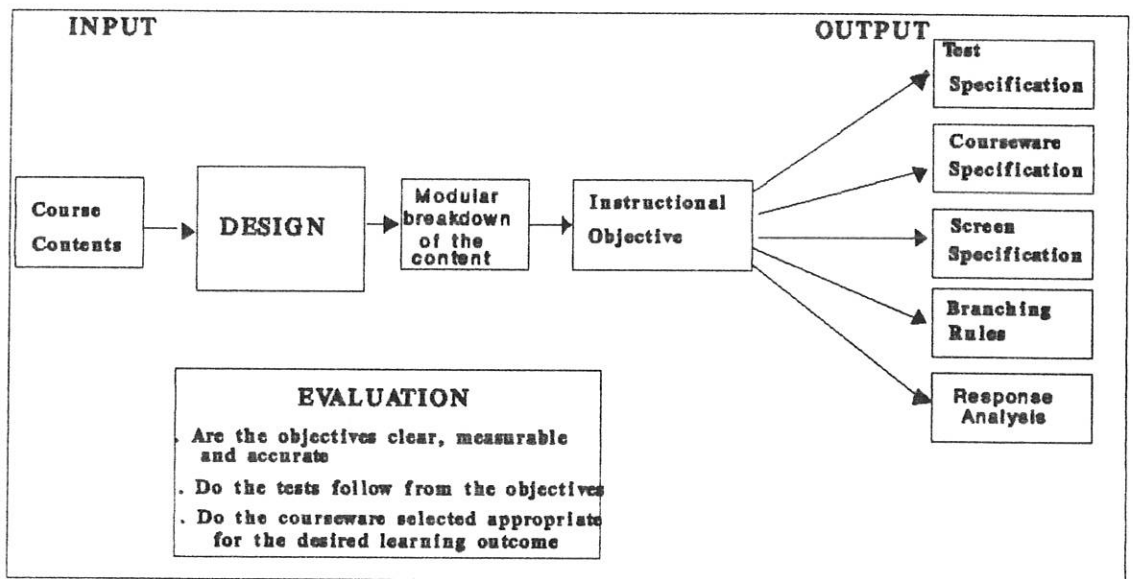 INPUT
OUTPUT
Course
Contents
DESIGN
Modular
breakdown
of the
content
Instructional
Objective
Test
Specification
Courseware
Specification
Screen
Specification
Branching
Rules
Response
Analysis
EVALUATION
. Are the objectives clear, measurable
and accurate
. Do the tests follow from the objectives
. Do the courseware selected appropriate
for the desired learning outcome